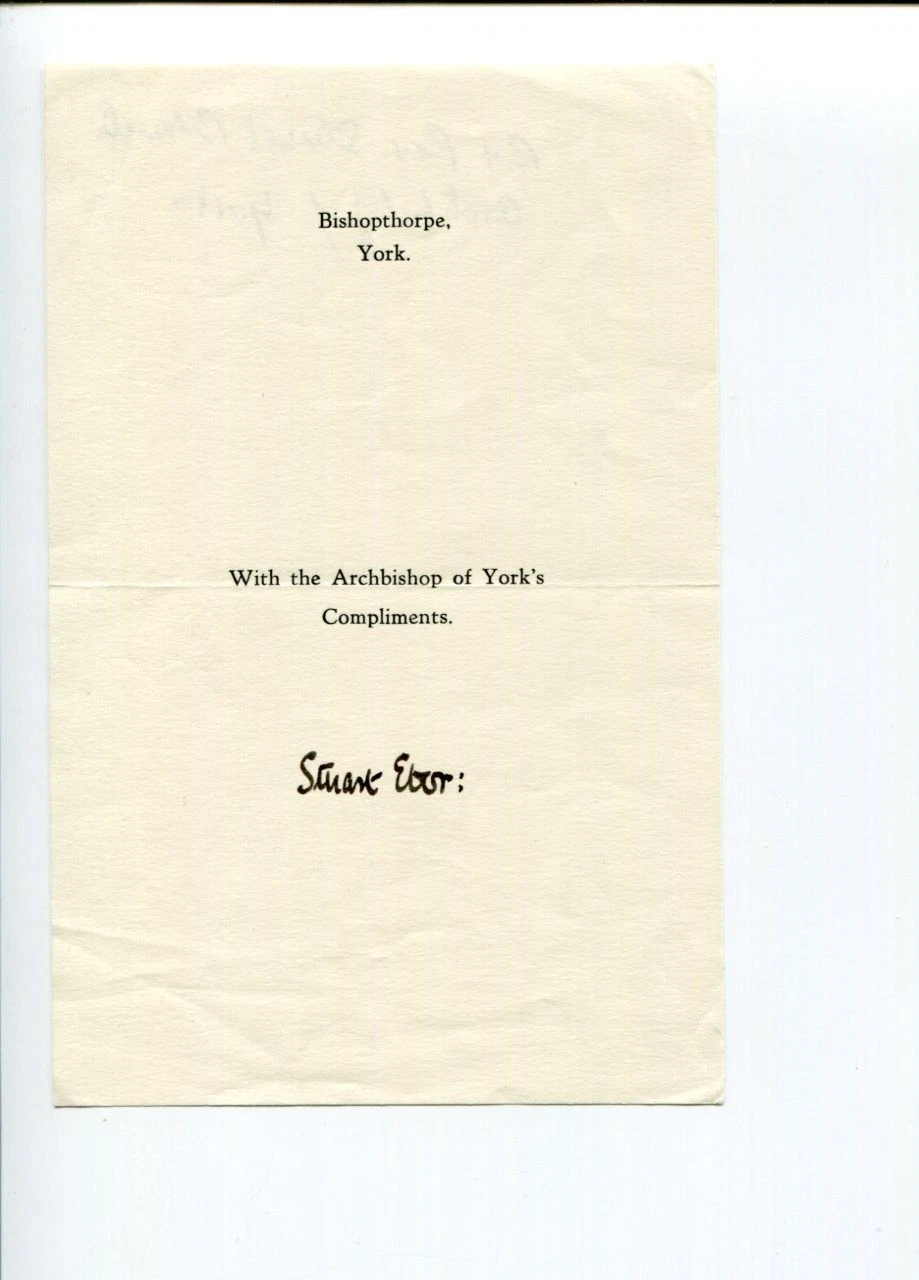 Bishopthorpe,
York.
With the Archbishop of York's
Compliments.
Stuart Ebor: